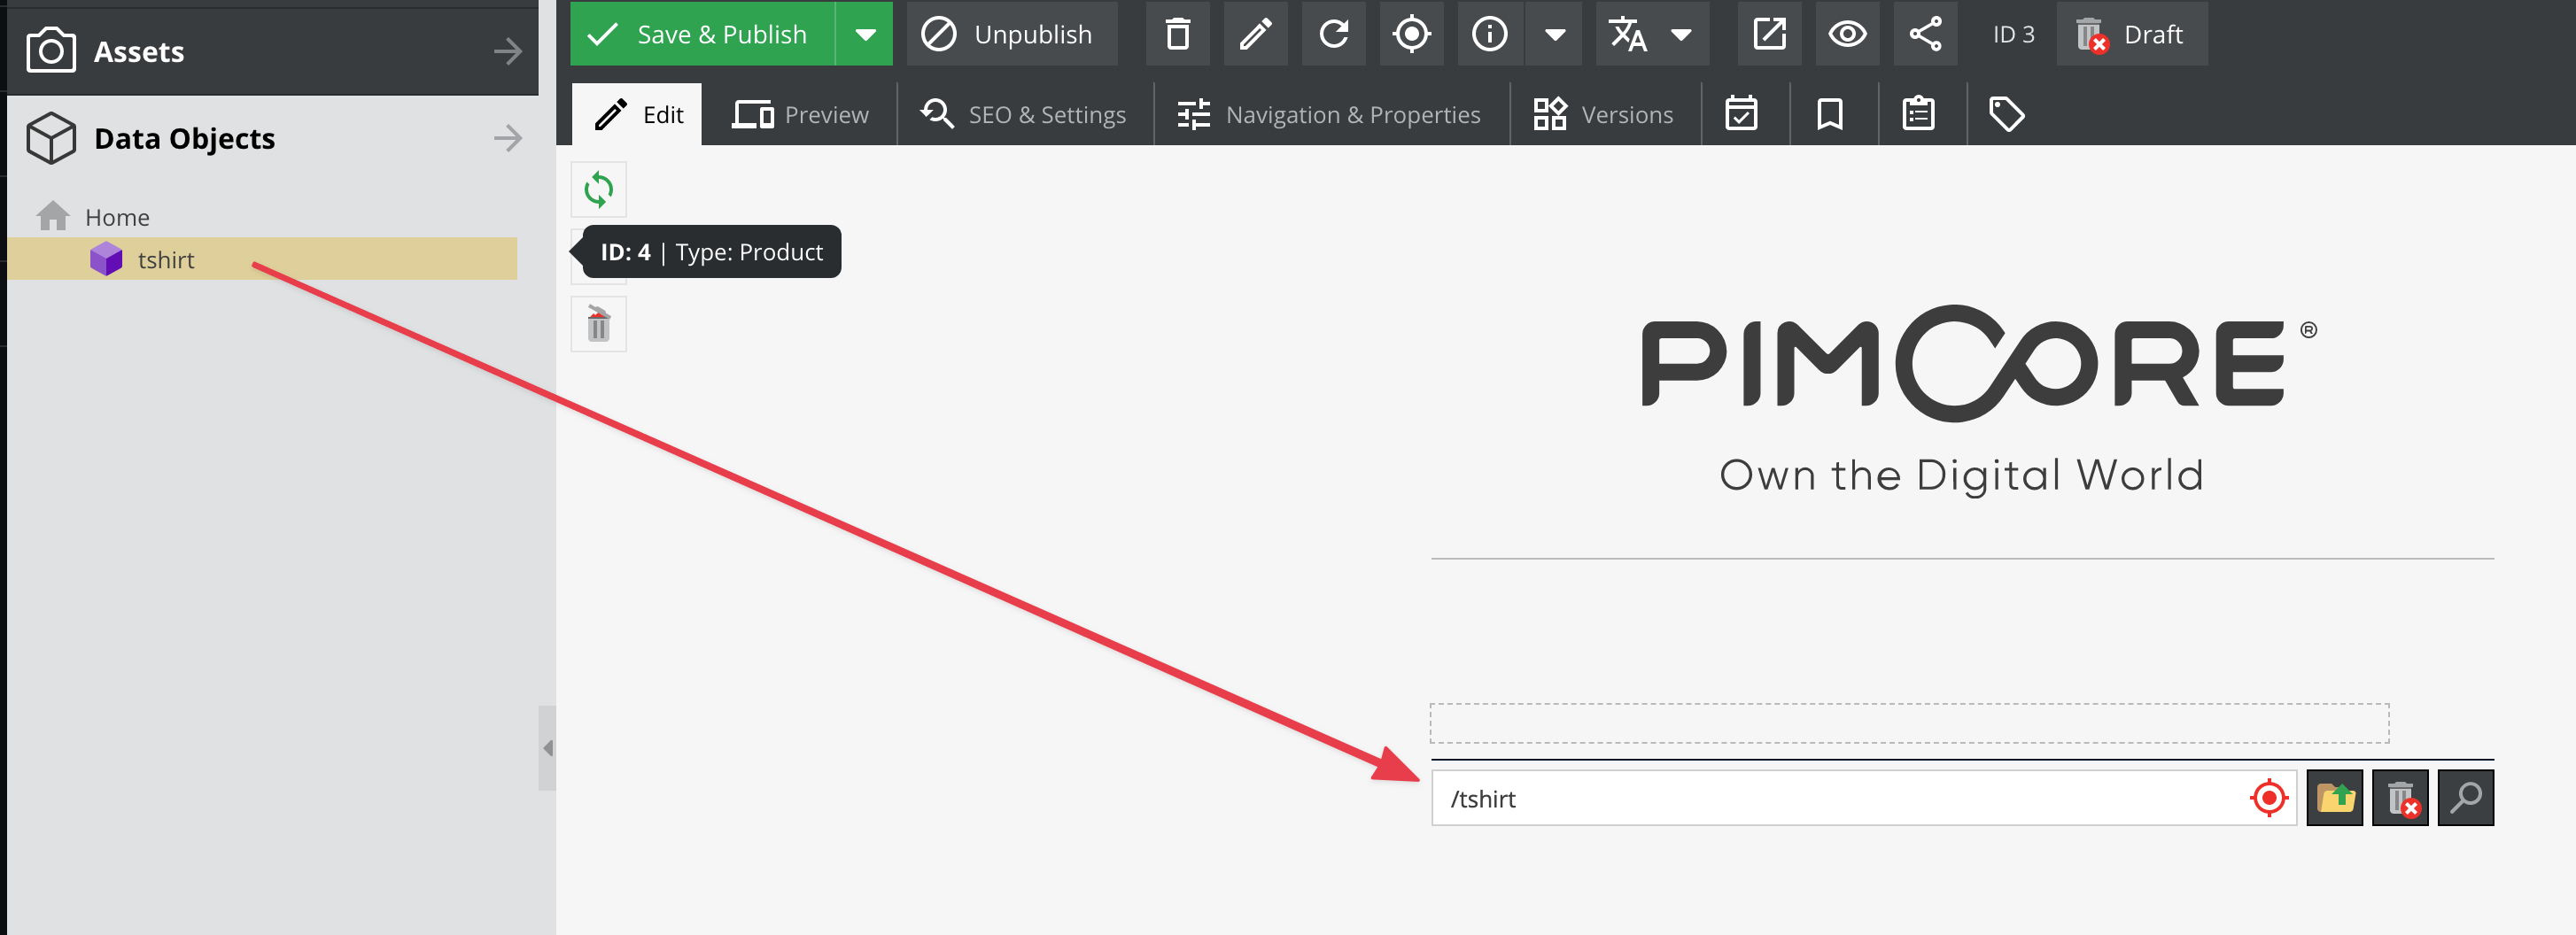 Assets
Data Objects
Home
tshirt
Save & Publish
Unpublish
ID 3
Draft
Edit
Preview
SEO & Settings
Navigation & Properties
Versions
ID: 4 | Type: Product
PIMCORE®
Own the Digital World
/tshirt